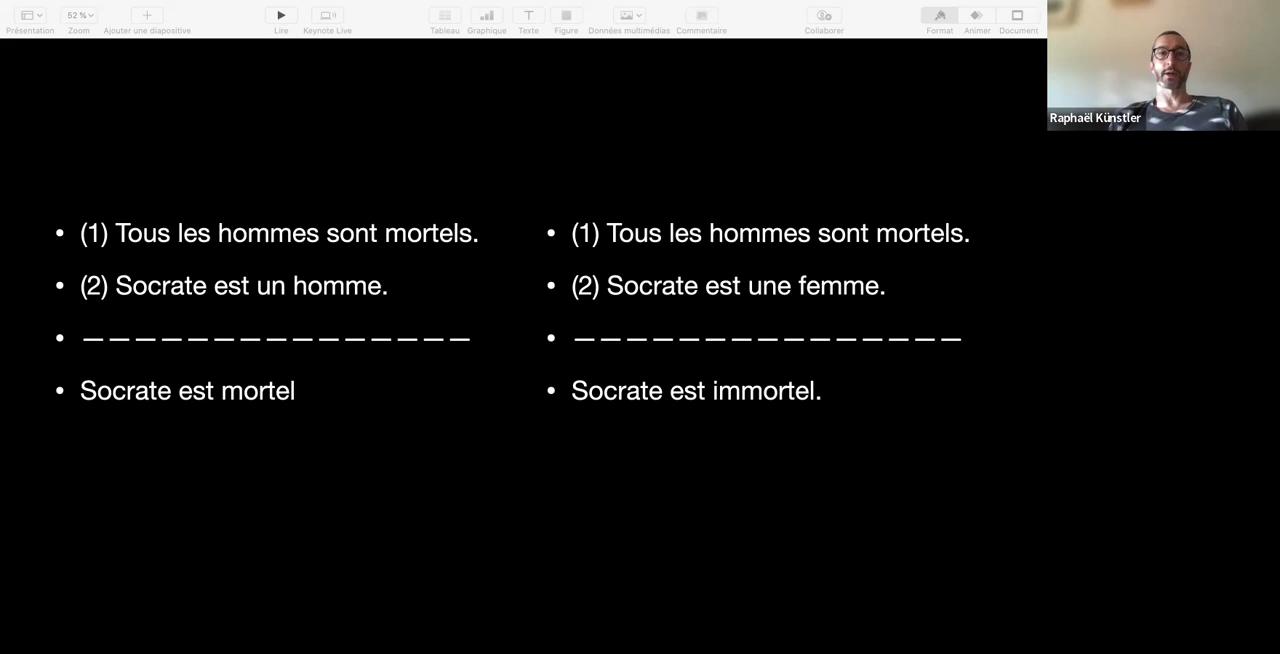 52 %
Présentation
Zoom
Ajouter une diapositive
Lire
Keynote Live
Tableau
Graphique
Texte
Figure
Données multimédias
Commentaire
Collaborer
Format
Animer
Document
Raphaël Künstler
• (1) Tous les hommes sont mortels.
• (2) Socrate est un homme.
• — — — — — — — — — — — — — — —
• Socrate est mortel
• (1) Tous les hommes sont mortels.
• (2) Socrate est une femme.
• — — — — — — — — — — — — — — —
• Socrate est immortel.